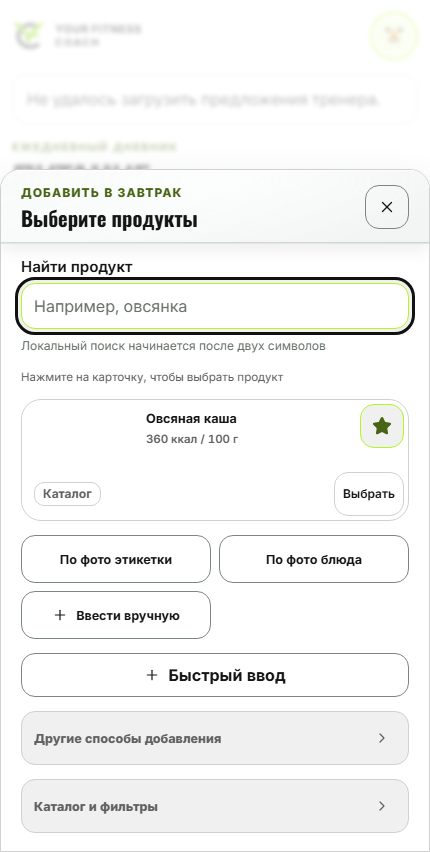 YOUR FITNESS
COACH
Не удалось загрузить предложения тренера.
ЕЖЕДНЕВНЫЙ ДНЕВНИК
ДОБАВИТЬ В ЗАВТРАК
Выберите продукты
Найти продукт
Например, овсянка
Локальный поиск начинается после двух символов
Нажмите на карточку, чтобы выбрать продукт
Овсяная каша
360 ккал / 100 г
Каталог
Выбрать
По фото этикетки
По фото блюда
Ввести вручную
Быстрый ввод
Другие способы добавления
Каталог и фильтры